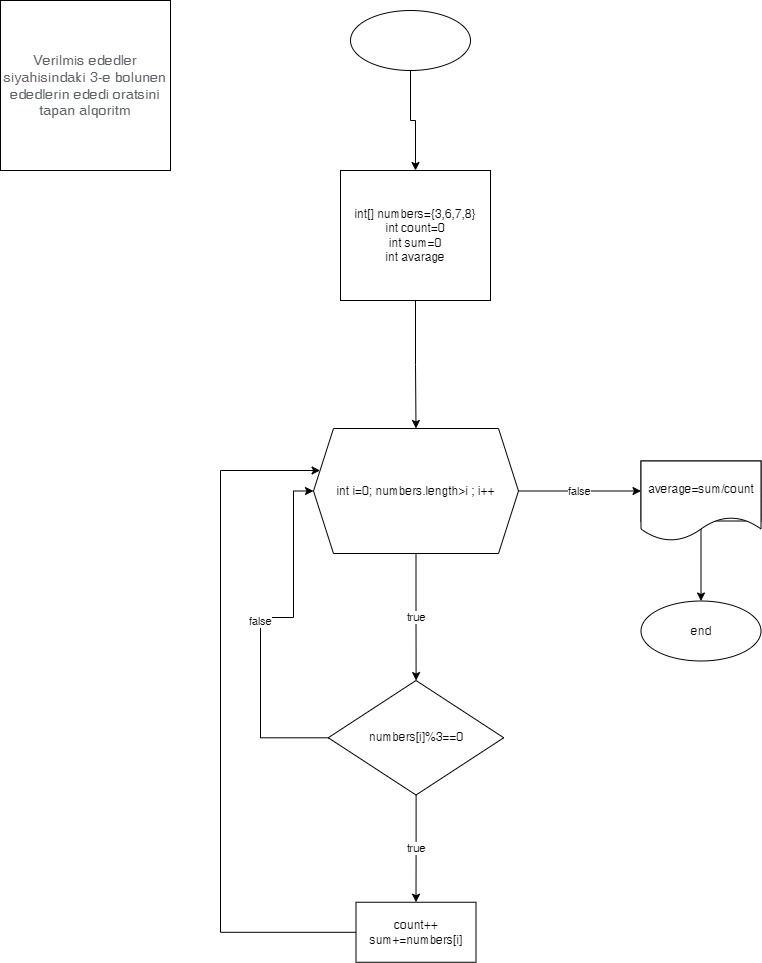 Verilmis ededler
siyahisindaki 3-e bolunen
ededlerin ededi oratsini
tapan alqoritm
int[] numbers={3,6,7,8}
int count=0
int sum=0
int avarage
int i=0; numbers.length>i ; i++
false
average=sum/count
end
true
false
numbers[i]%3==0
true
count++
sum+=numbers[i]